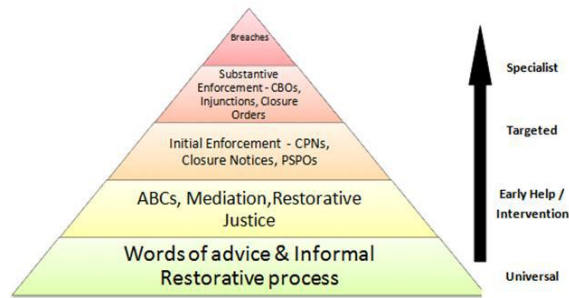 Breaches
Substantive
Enforcement - CBOs,
Injunctions, Closure
Orders
Initial Enforcement - CPNs,
Closure Notices, PSPOs
ABCs, Mediation,Restorative
Justice
Words of advice & Informal
Restorative process
Specialist
Targeted
Early Help /
Intervention
Universal